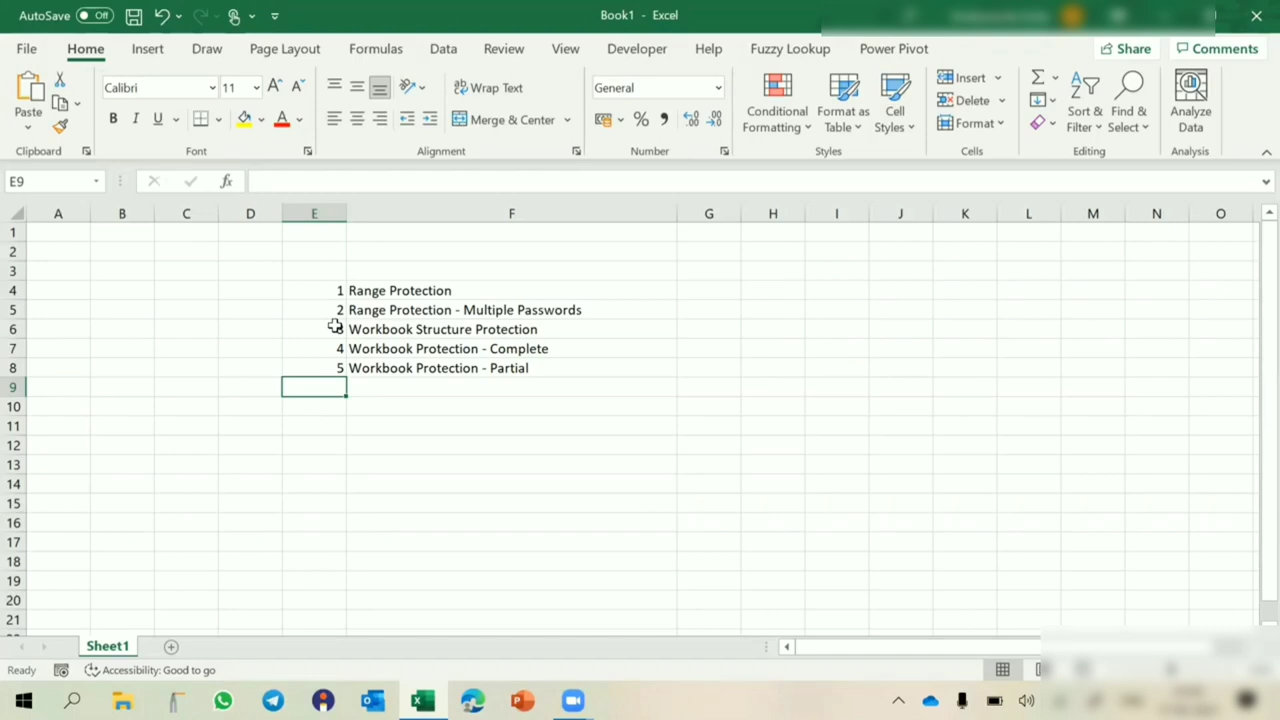 AutoSave Off
Book1 - Excel
File Home Insert Draw Page Layout Formulas Data Review View Developer Help Fuzzy Lookup Power Pivot Share Comments
Paste
Clipboard
Calibri 11
B I U
Font
Wrap Text
Merge & Center
Alignment
General
%
Number
Conditional Formatting
Format as Table
Cell Styles
Styles
Insert
Delete
Format
Cells
Sort & Filter
Find & Select
Editing
Analyze Data
Analysis
E9 fx
A B C D E F G H I J K L M N O
1
2
3
4 1 Range Protection
5 2 Range Protection - Multiple Passwords
6 Workbook Structure Protection
7 4 Workbook Protection - Complete
8 5 Workbook Protection - Partial
9
10
11
12
13
14
15
16
17
18
19
20
21
Sheet1
Ready Accessibility: Good to go